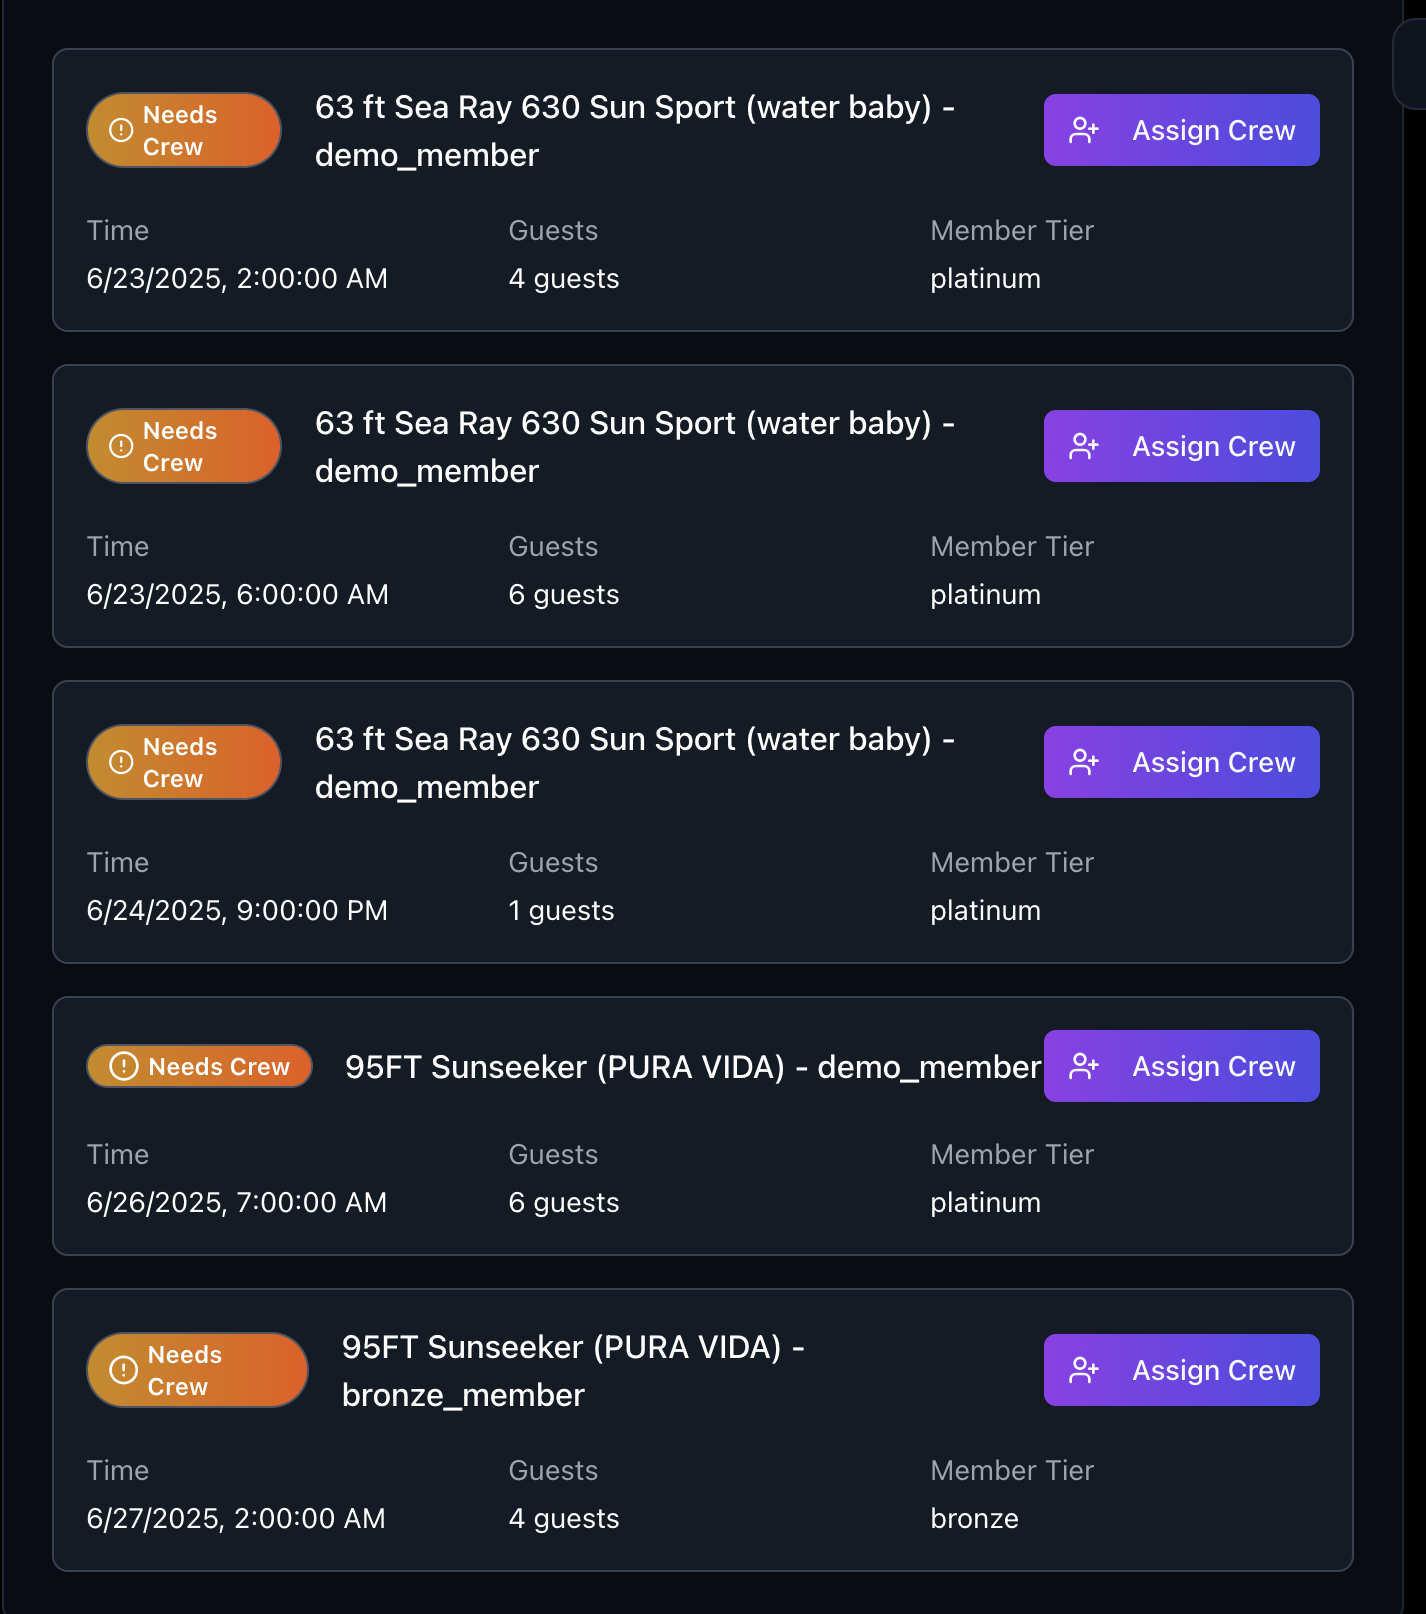 Needs
Crew
63 ft Sea Ray 630 Sun Sport (water baby) -
demo_member
Assign Crew
Time
Guests
Member Tier
6/23/2025, 2:00:00 AM
4 guests
platinum
Needs
Crew
63 ft Sea Ray 630 Sun Sport (water baby) -
demo_member
Assign Crew
Time
Guests
Member Tier
6/23/2025, 6:00:00 AM
6 guests
platinum
Needs
Crew
63 ft Sea Ray 630 Sun Sport (water baby) -
demo_member
Assign Crew
Time
Guests
Member Tier
6/24/2025, 9:00:00 PM
1 guests
platinum
Needs Crew
95FT Sunseeker (PURA VIDA) - demo_member
Assign Crew
Time
Guests
Member Tier
6/26/2025, 7:00:00 AM
6 guests
platinum
Needs
Crew
95FT Sunseeker (PURA VIDA) -
bronze_member
Assign Crew
Time
Guests
Member Tier
6/27/2025, 2:00:00 AM
4 guests
bronze